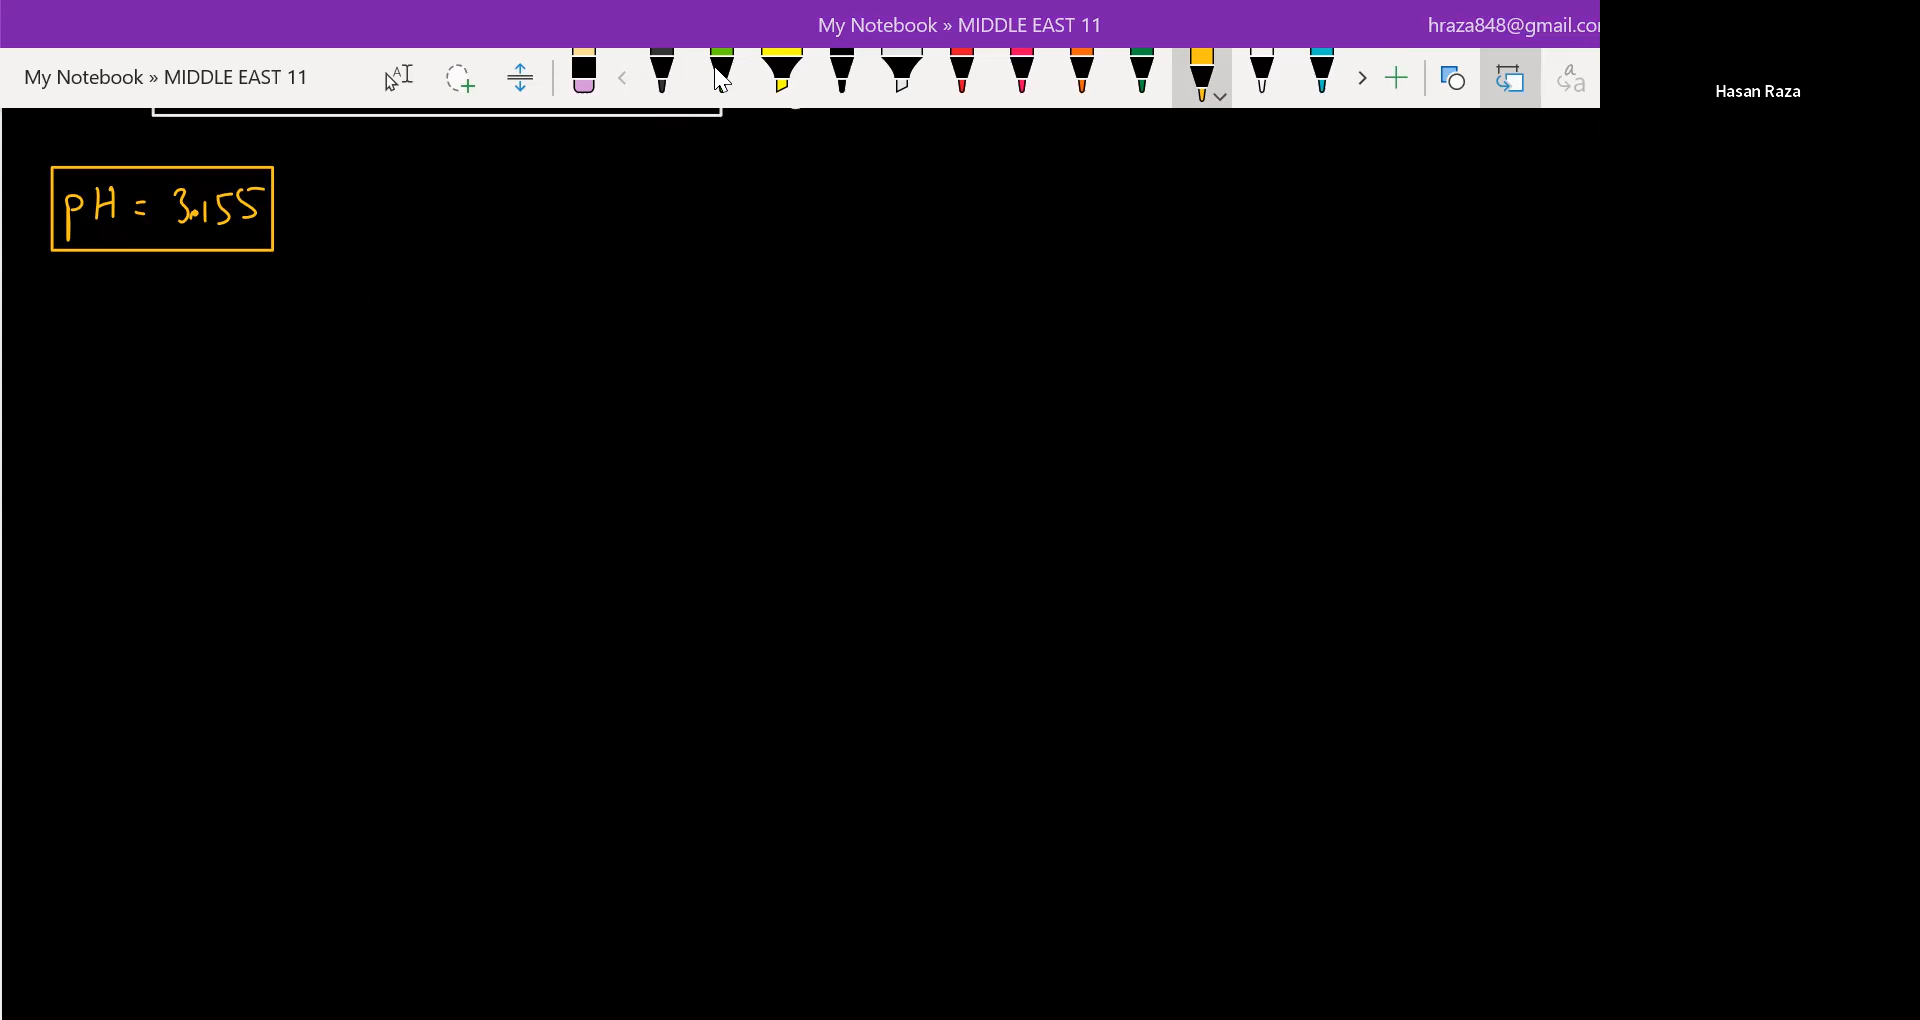 My Notebook » MIDDLE EAST 11
hraza848@gmail.co
My Notebook » MIDDLE EAST 11
Hasan Raza
pH = 3.155